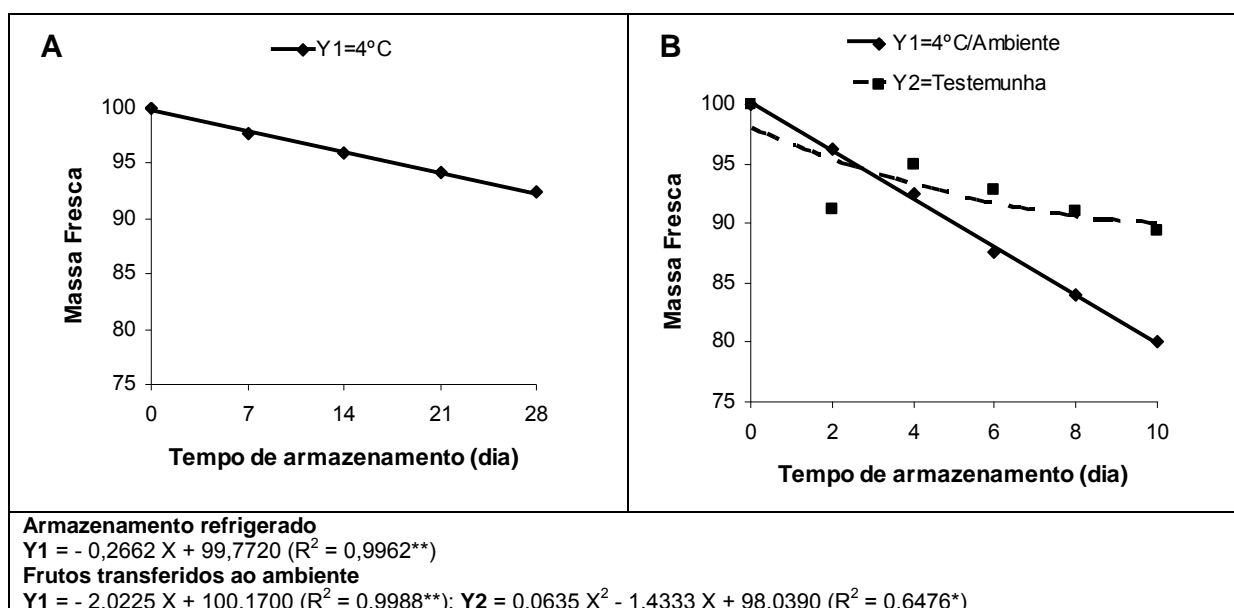 A
Y1=4ºC
100
95
90
85
80
75
Massa Fresca
0 7 14 21 28
Tempo de armazenamento (dia)
B
Y1=4ºC/Ambiente
Y2=Testemunha
100
95
90
85
80
75
Massa Fresca
0 2 4 6 8 10
Tempo de armazenamento (dia)
Armazenamento refrigerado
Y1 = - 0,2662 X + 99,7720 (R² = 0,9962**)
Frutos transferidos ao ambiente
Y1 = - 2,0225 X + 100,1700 (R² = 0,9988**); Y2 = 0,0635 X² - 1,4333 X + 98,0390 (R² = 0,6476*)